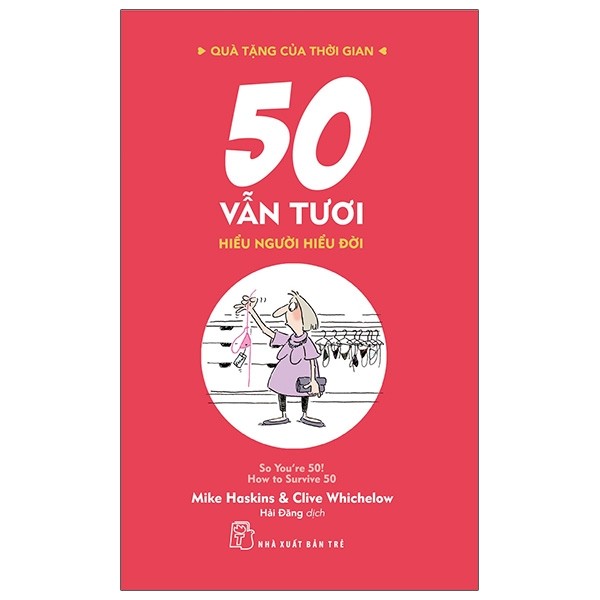 QUÀ TẶNG CỦA THỜI GIAN
50
VẪN TƯƠI
HIỂU NGƯỜI HIỂU ĐỜI
So You're 50!
How to Survive 50
Mike Haskins & Clive Whichelow
Hải Đăng dịch
NHÀ XUẤT BẢN TRẺ